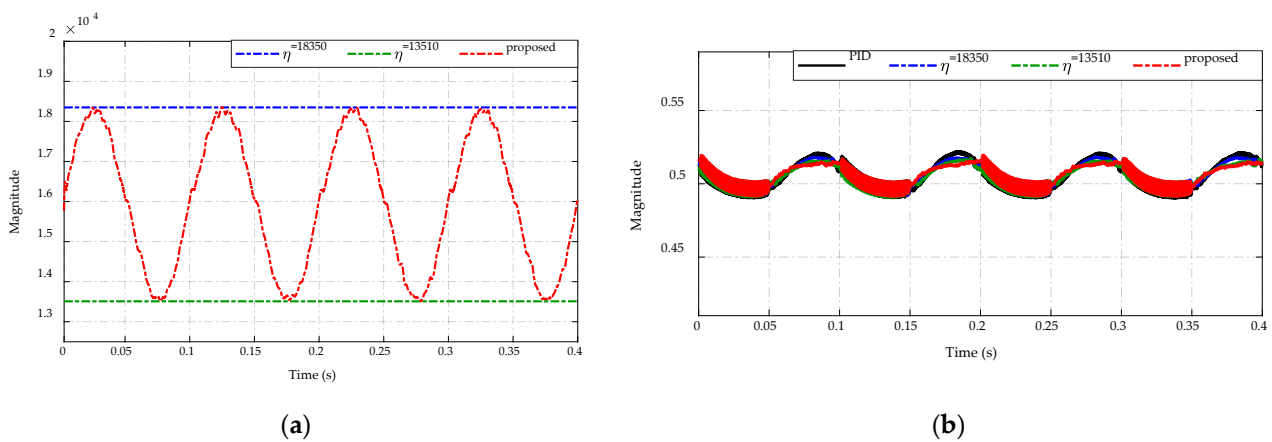 × 10 4
2
η =18350 η =13510 proposed
1.9
1.8
1.7
1.6
1.5
1.4
1.3
Magnitude
0 0.05 0.1 0.15 0.2 0.25 0.3 0.35 0.4
Time (s)
(a)
PID η =18350 η =13510 proposed
0.55
0.5
0.45
Magnitude
0 0.05 0.1 0.15 0.2 0.25 0.3 0.35 0.4
Time (s)
(b)